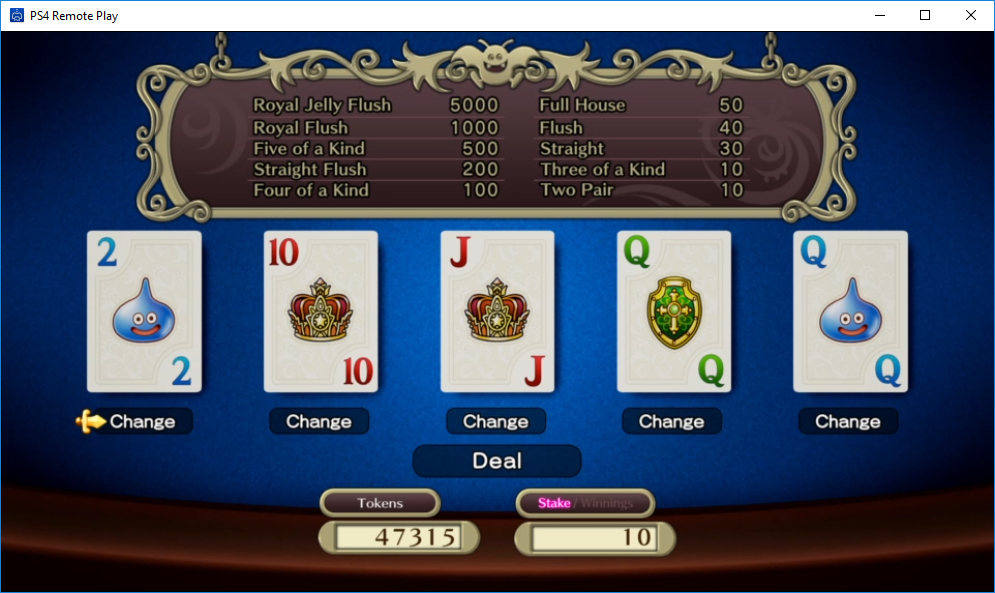 PS4 Remote Play
Royal Jelly Flush 5000 Full House 50
Royal Flush 1000 Flush 40
Five of a Kind 500 Straight 30
Straight Flush 200 Three of a Kind 10
Four of a Kind 100 Two Pair 10
2 10 J Q Q
2 10 J Q Q
Change Change Change Change Change
Deal
Tokens Stake / Winnings
47315 10